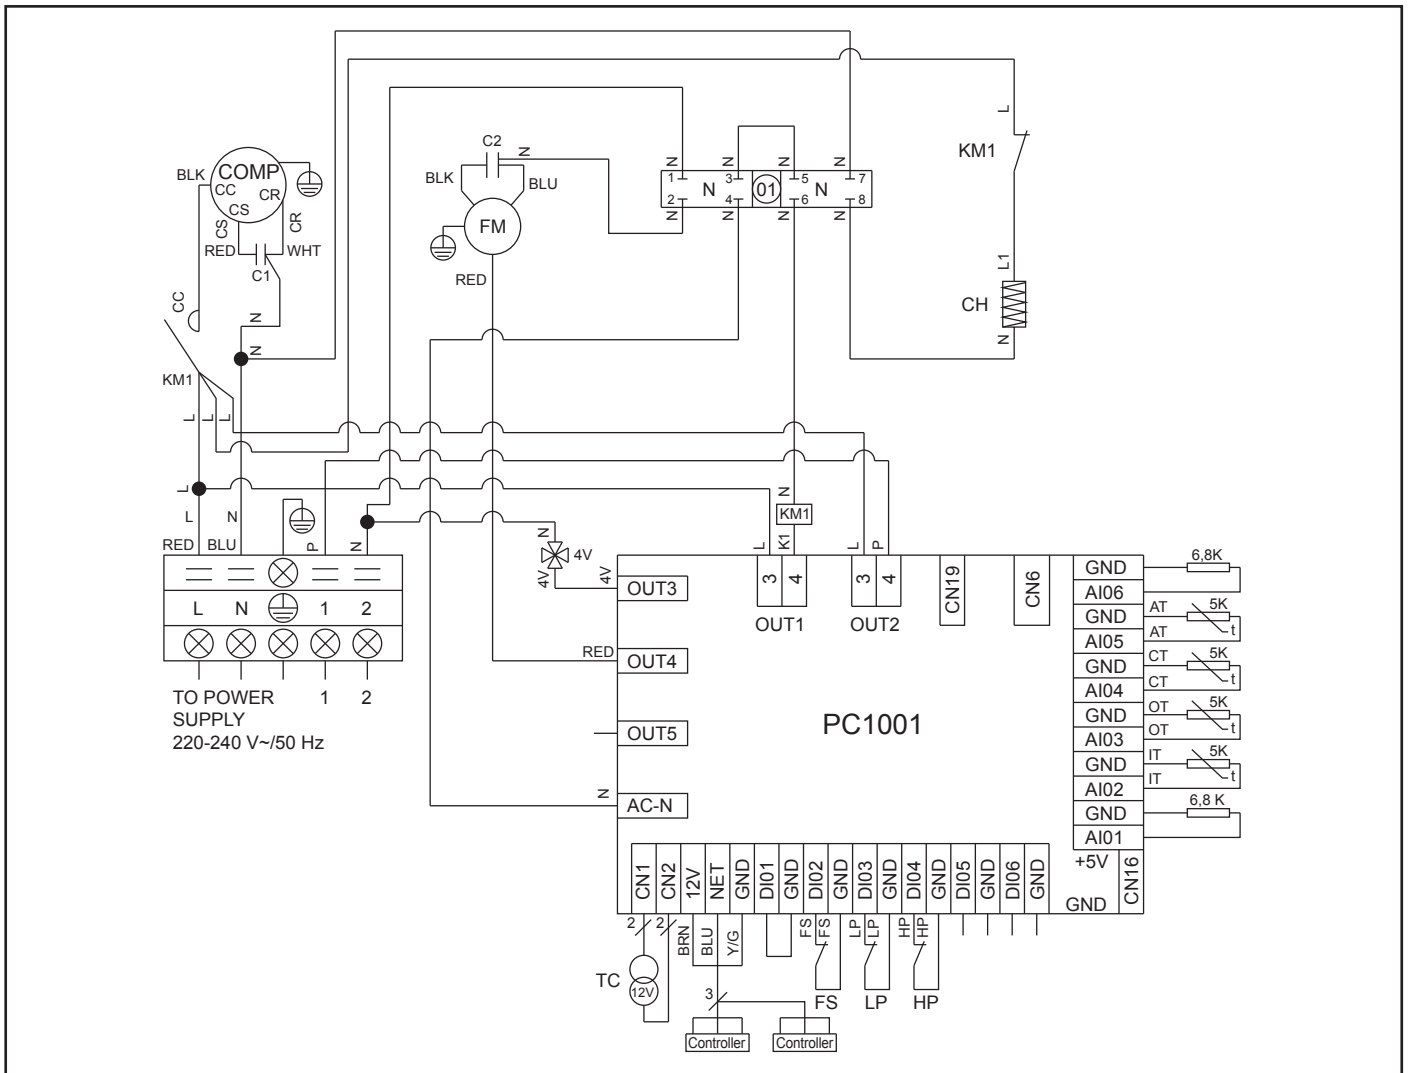 C2
N
BLK
BLU
FM
RED
COMP
BLK
CC
CR
CS
CS
CR
RED
WHT
C1
CC
N
N
KM1
L
L
L
L
L
N
RED
BLU
P
N
L
N
1
2
TO POWER
1
2
SUPPLY
220-240 V~/50 Hz
N
N
N
N
1
3
5
7
N
01
N
2
4
6
8
N
N
N
N
L
KM1
L1
CH
N
N
KM1
N
4V
4V
4V
L
K1
L
P
OUT3
3
4
3
4
CN19
CN6
OUT1
OUT2
RED
OUT4
OUT5
N
AC-N
PC1001
GND
6,8K
AI06
GND
AT
5K
AI05
AT
t
GND
CT
5K
AI04
CT
t
GND
OT
5K
AI03
OT
t
GND
IT
5K
AI02
IT
t
GND
6,8 K
AI01
+5V
CN16
GND
CN1
CN2
12V
NET
GND
DI01
GND
DI02
GND
DI03
GND
DI04
GND
DI05
GND
DI06
GND
2
2
BRN
BLU
Y/G
FS
FS
LP
LP
HP
HP
TC
12V
3
FS
LP
HP
Controller
Controller